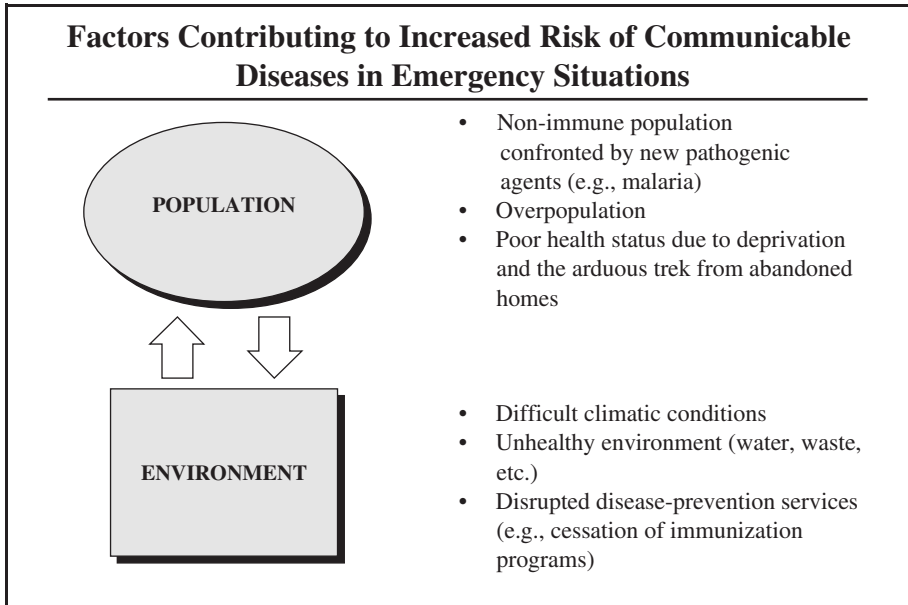 Factors Contributing to Increased Risk of Communicable
Diseases in Emergency Situations
POPULATION
• Non-immune population
confronted by new pathogenic
agents (e.g., malaria)
• Overpopulation
• Poor health status due to deprivation
and the arduous trek from abandoned
homes
ENVIRONMENT
• Difficult climatic conditions
• Unhealthy environment (water, waste,
etc.)
• Disrupted disease-prevention services
(e.g., cessation of immunization
programs)